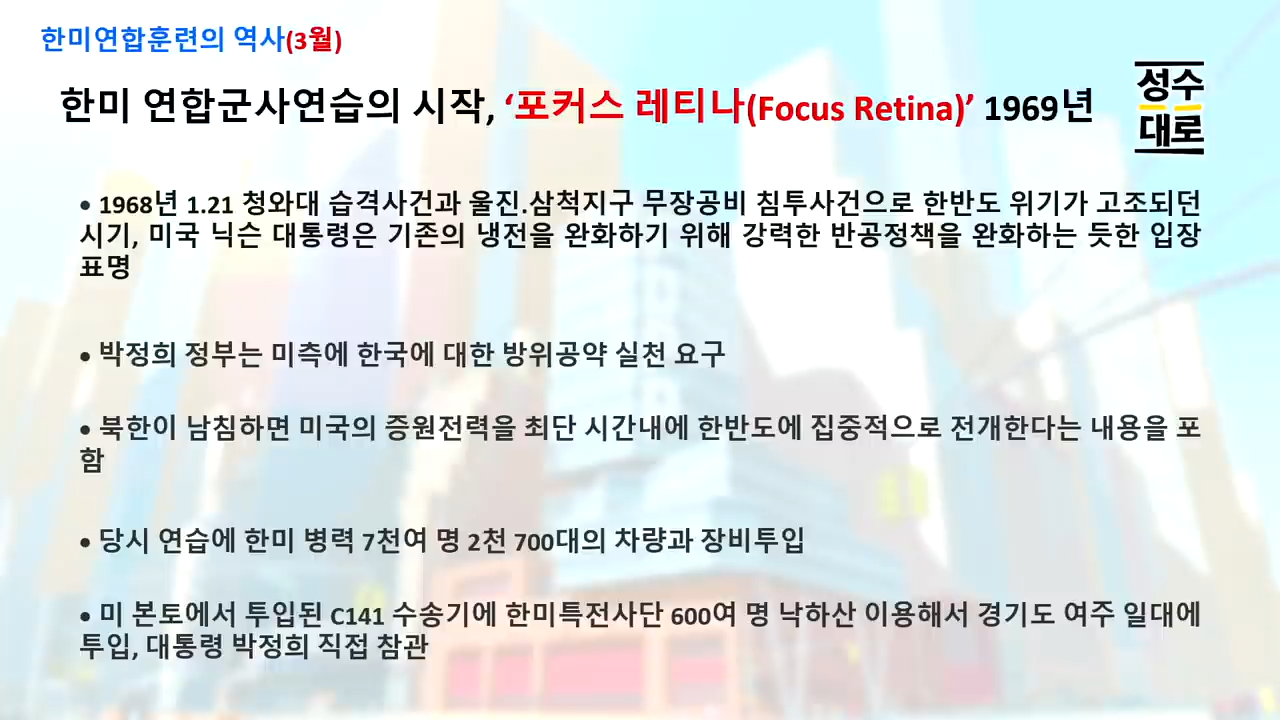 한미연합훈련의 역사(3월)
한미 연합군사연습의 시작, ‘포커스 레티나(Focus Retina)’ 1969년
성수
대로
• 1968년 1.21 청와대 습격사건과 울진.삼척지구 무장공비 침투사건으로 한반도 위기가 고조되던
시기, 미국 닉슨 대통령은 기존의 냉전을 완화하기 위해 강력한 반공정책을 완화하는 듯한 입장
표명
• 박정희 정부는 미측에 한국에 대한 방위공약 실천 요구
• 북한이 남침하면 미국의 증원전력을 최단 시간내에 한반도에 집중적으로 전개한다는 내용을 포
함
• 당시 연습에 한미 병력 7천여 명 2천 700대의 차량과 장비투입
• 미 본토에서 투입된 C141 수송기에 한미특전사단 600여 명 낙하산 이용해서 경기도 여주 일대에
투입, 대통령 박정희 직접 참관